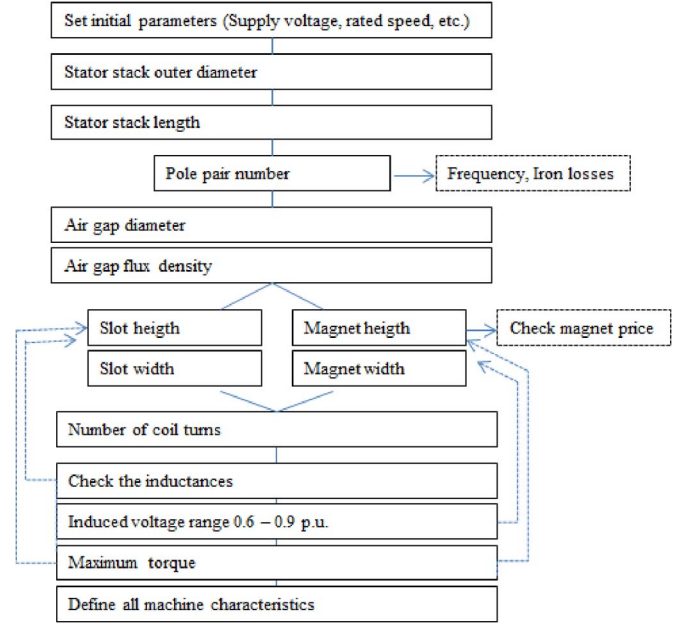 Set initial parameters (Supply voltage, rated speed, etc.)
Stator stack outer diameter
Stator stack length
Pole pair number
Frequency, Iron losses
Air gap diameter
Air gap flux density
Slot heigth
Magnet heigth
Check magnet price
Slot width
Magnet width
Number of coil turns
Check the inductances
Induced voltage range 0.6 – 0.9 p.u.
Maximum torque
Define all machine characteristics